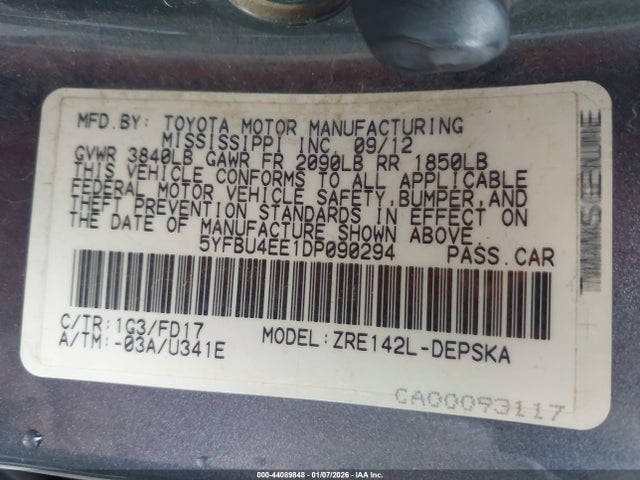 MFD.BY: TOYOTA MOTOR MANUFACTURING
MISSISSIPPI INC. 09/12
GVWR 3840LB GAWR FR 2090LB RR 1850LB
THIS VEHICLE CONFORMS TO ALL APPLICABLE
FEDERAL MOTOR VEHICLE SAFETY,BUMPER,AND
THEFT PREVENTION STANDARDS IN EFFECT ON
THE DATE OF MANUFACTURE SHOWN ABOVE.
5YFBU4EE1DP090294 PASS.CAR
C/TR:1G3/FD17 MODEL:ZRE142L-DEPSKA
A/TM:-03A/U341E
CA00093117
000-44089848 | 01/07/2026 | IAA Inc.